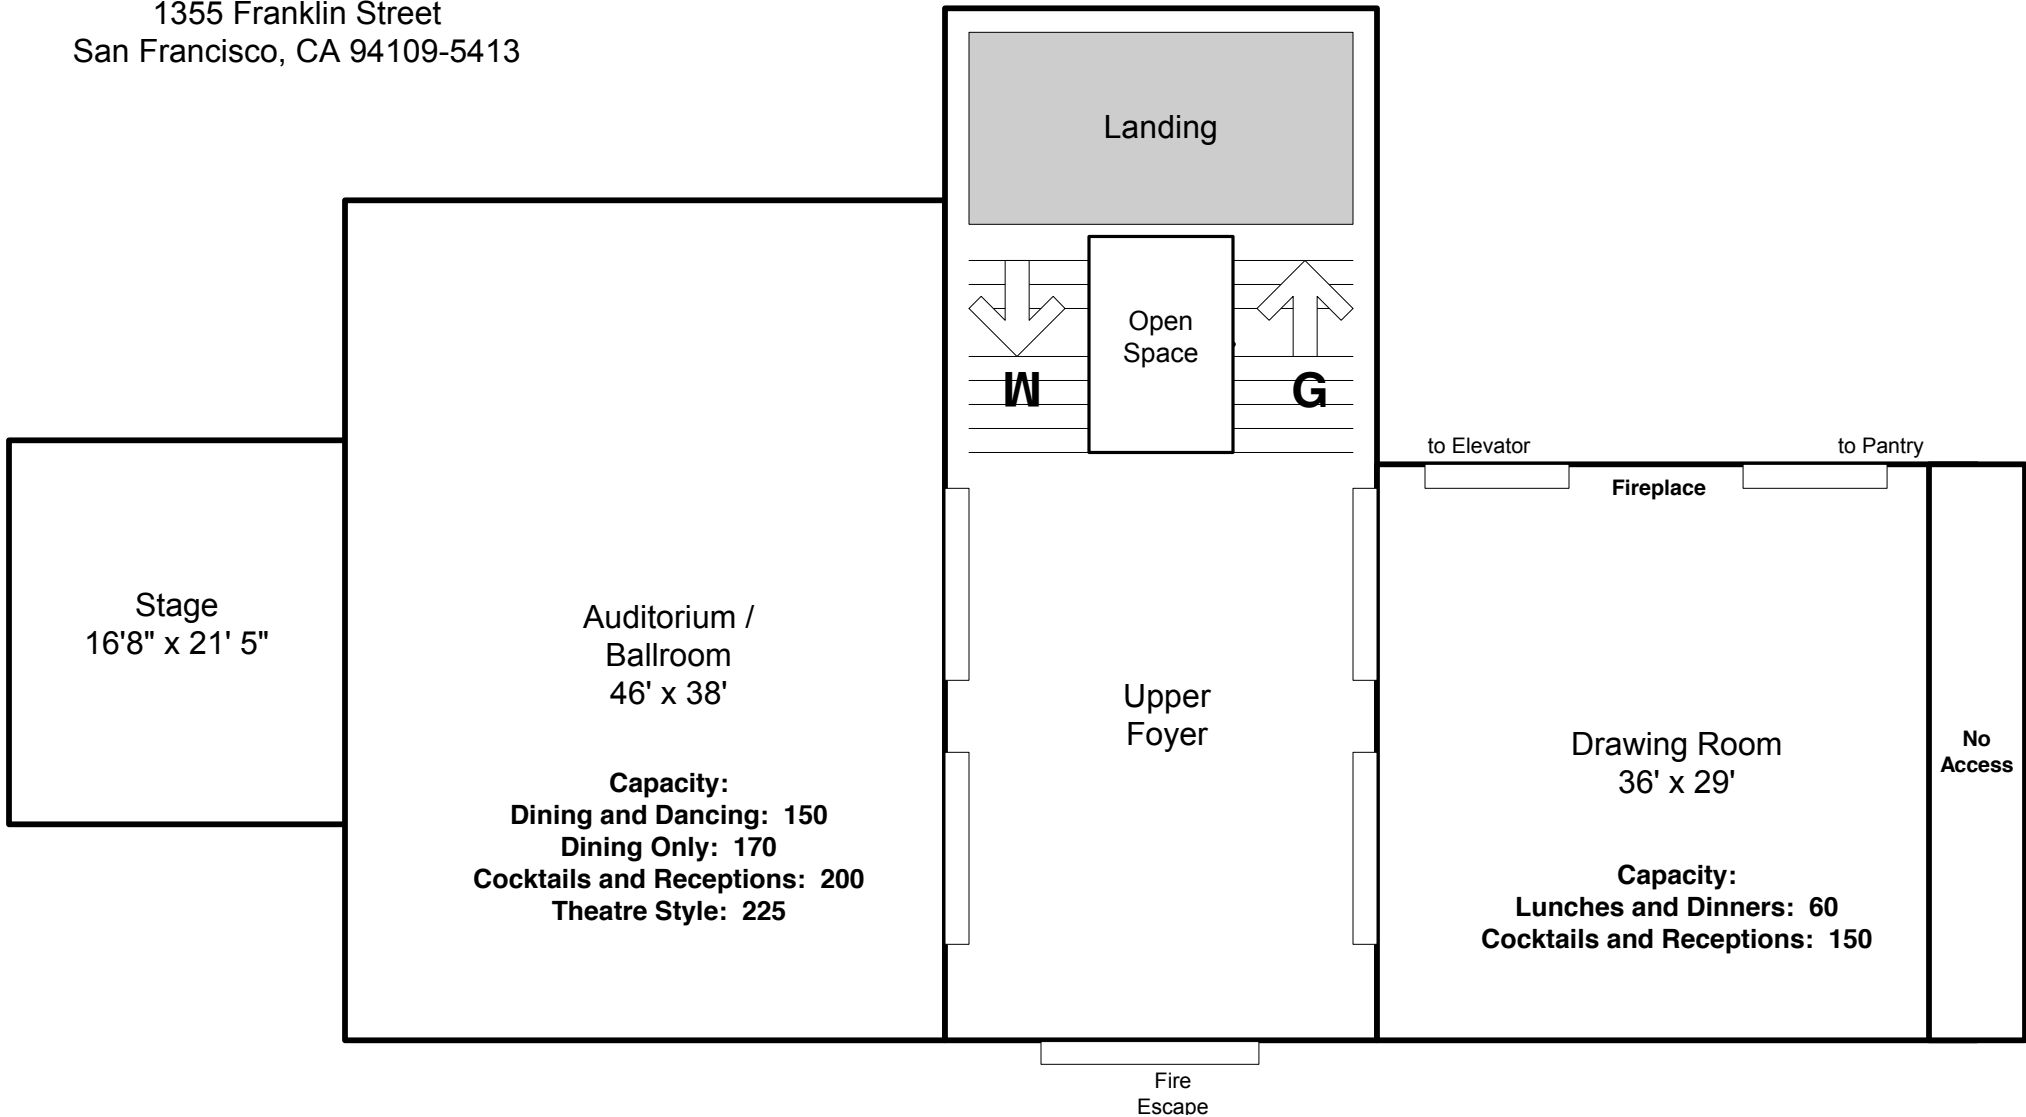 1355 Franklin Street
San Francisco, CA 94109-5413
Landing
Open
Space
M
G
to Elevator
to Pantry
Fireplace
Stage
16'8" x 21' 5"
Auditorium /
Ballroom
46' x 38'
Capacity:
Dining and Dancing: 150
Dining Only: 170
Cocktails and Receptions: 200
Theatre Style: 225
Upper
Foyer
Drawing Room
36' x 29'
Capacity:
Lunches and Dinners: 60
Cocktails and Receptions: 150
No
Access
Fire
Escape